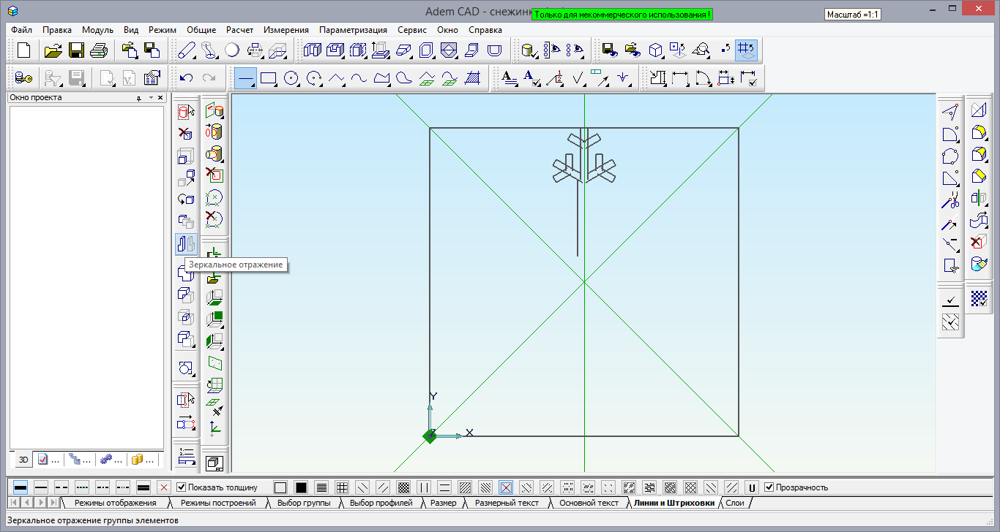 Adem CAD - снежинк
Только для некоммерческого использования !
Масштаб =1:1
Файл Правка Модуль Вид Режим Общие Расчет Измерения Параметризация Сервис Окно Справка
Окно проекта
Зеркальное отражение
Y
Z
X
3D ... ... ... ...
Показать толщину
U
Прозрачность
Режимы отображения Режимы построений Выбор группы Выбор профилей Размер Размерный текст Основной текст Линии и Штриховки Слои
Зеркальное отражение группы элементов